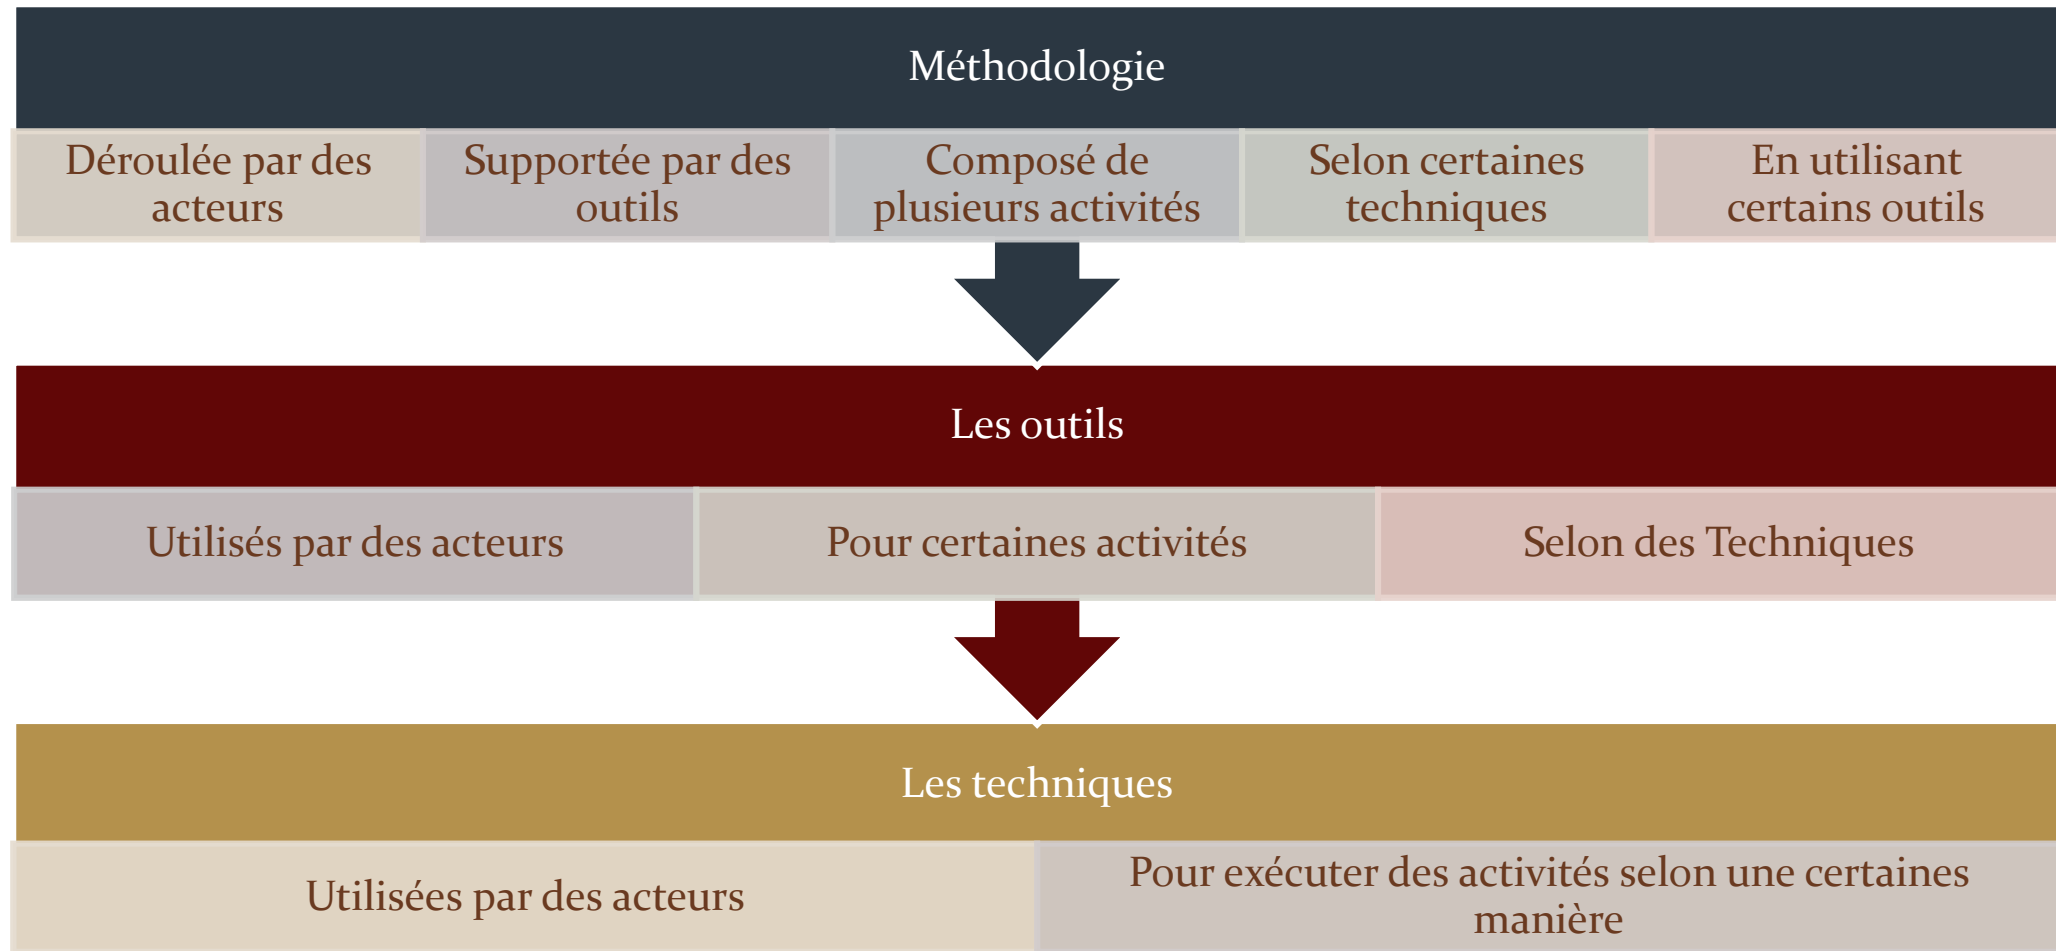 Méthodologie
Déroulée par des
acteurs
Supportée par des
outils
Composé de
plusieurs activités
Selon certaines
techniques
En utilisant
certains outils
Les outils
Utilisés par des acteurs
Pour certaines activités
Selon des Techniques
Les techniques
Utilisées par des acteurs
Pour exécuter des activités selon une certaines
manière